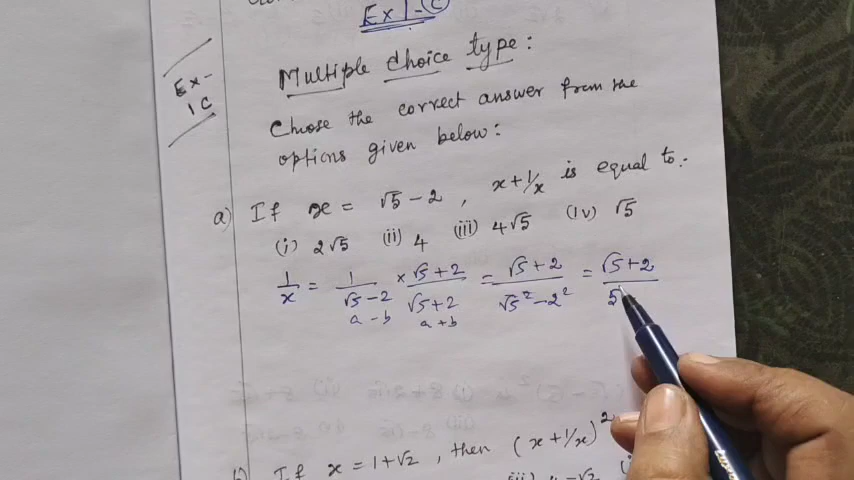 Ex 1-C
Ex-
1C
Multiple choice type:
Choose the correct answer from the
options given below:
a) If x = √5 - 2, x+1/x is equal to:
(i) 2√5 (ii) 4 (iii) 4√5 (iv) √5
1/x = 1/(√5-2) × (√5+2)/(√5+2) = (√5+2)/(√5² - 2²) = (√5+2)/5
a-b a+b
If x = 1+√2, then (x+1/x)²